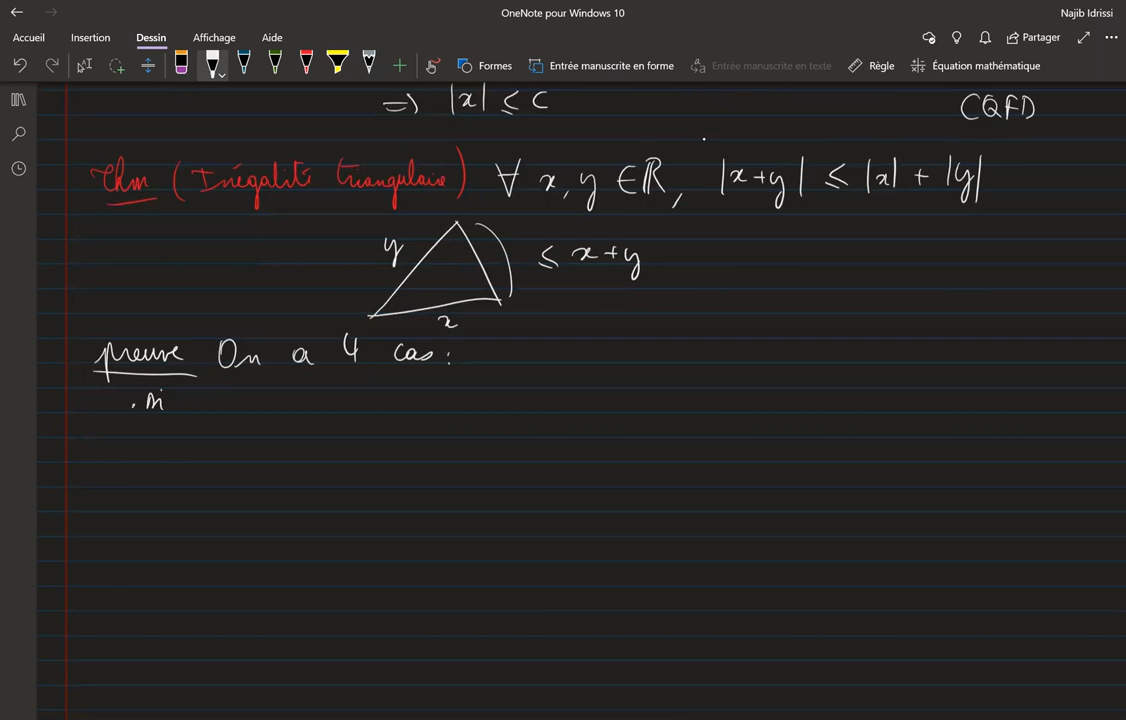 OneNote pour Windows 10
Najib Idrissi
Accueil Insertion Dessin Affichage Aide
Partager
Formes Entrée manuscrite en forme Entrée manuscrite en texte Règle Équation mathématique
=> |x| ≤ C CQFD
Thm (Inégalité triangulaire) ∀ x, y ∈ ℝ, |x+y| ≤ |x| + |y|
y ≤ x+y
x
preuve On a 4 cas :